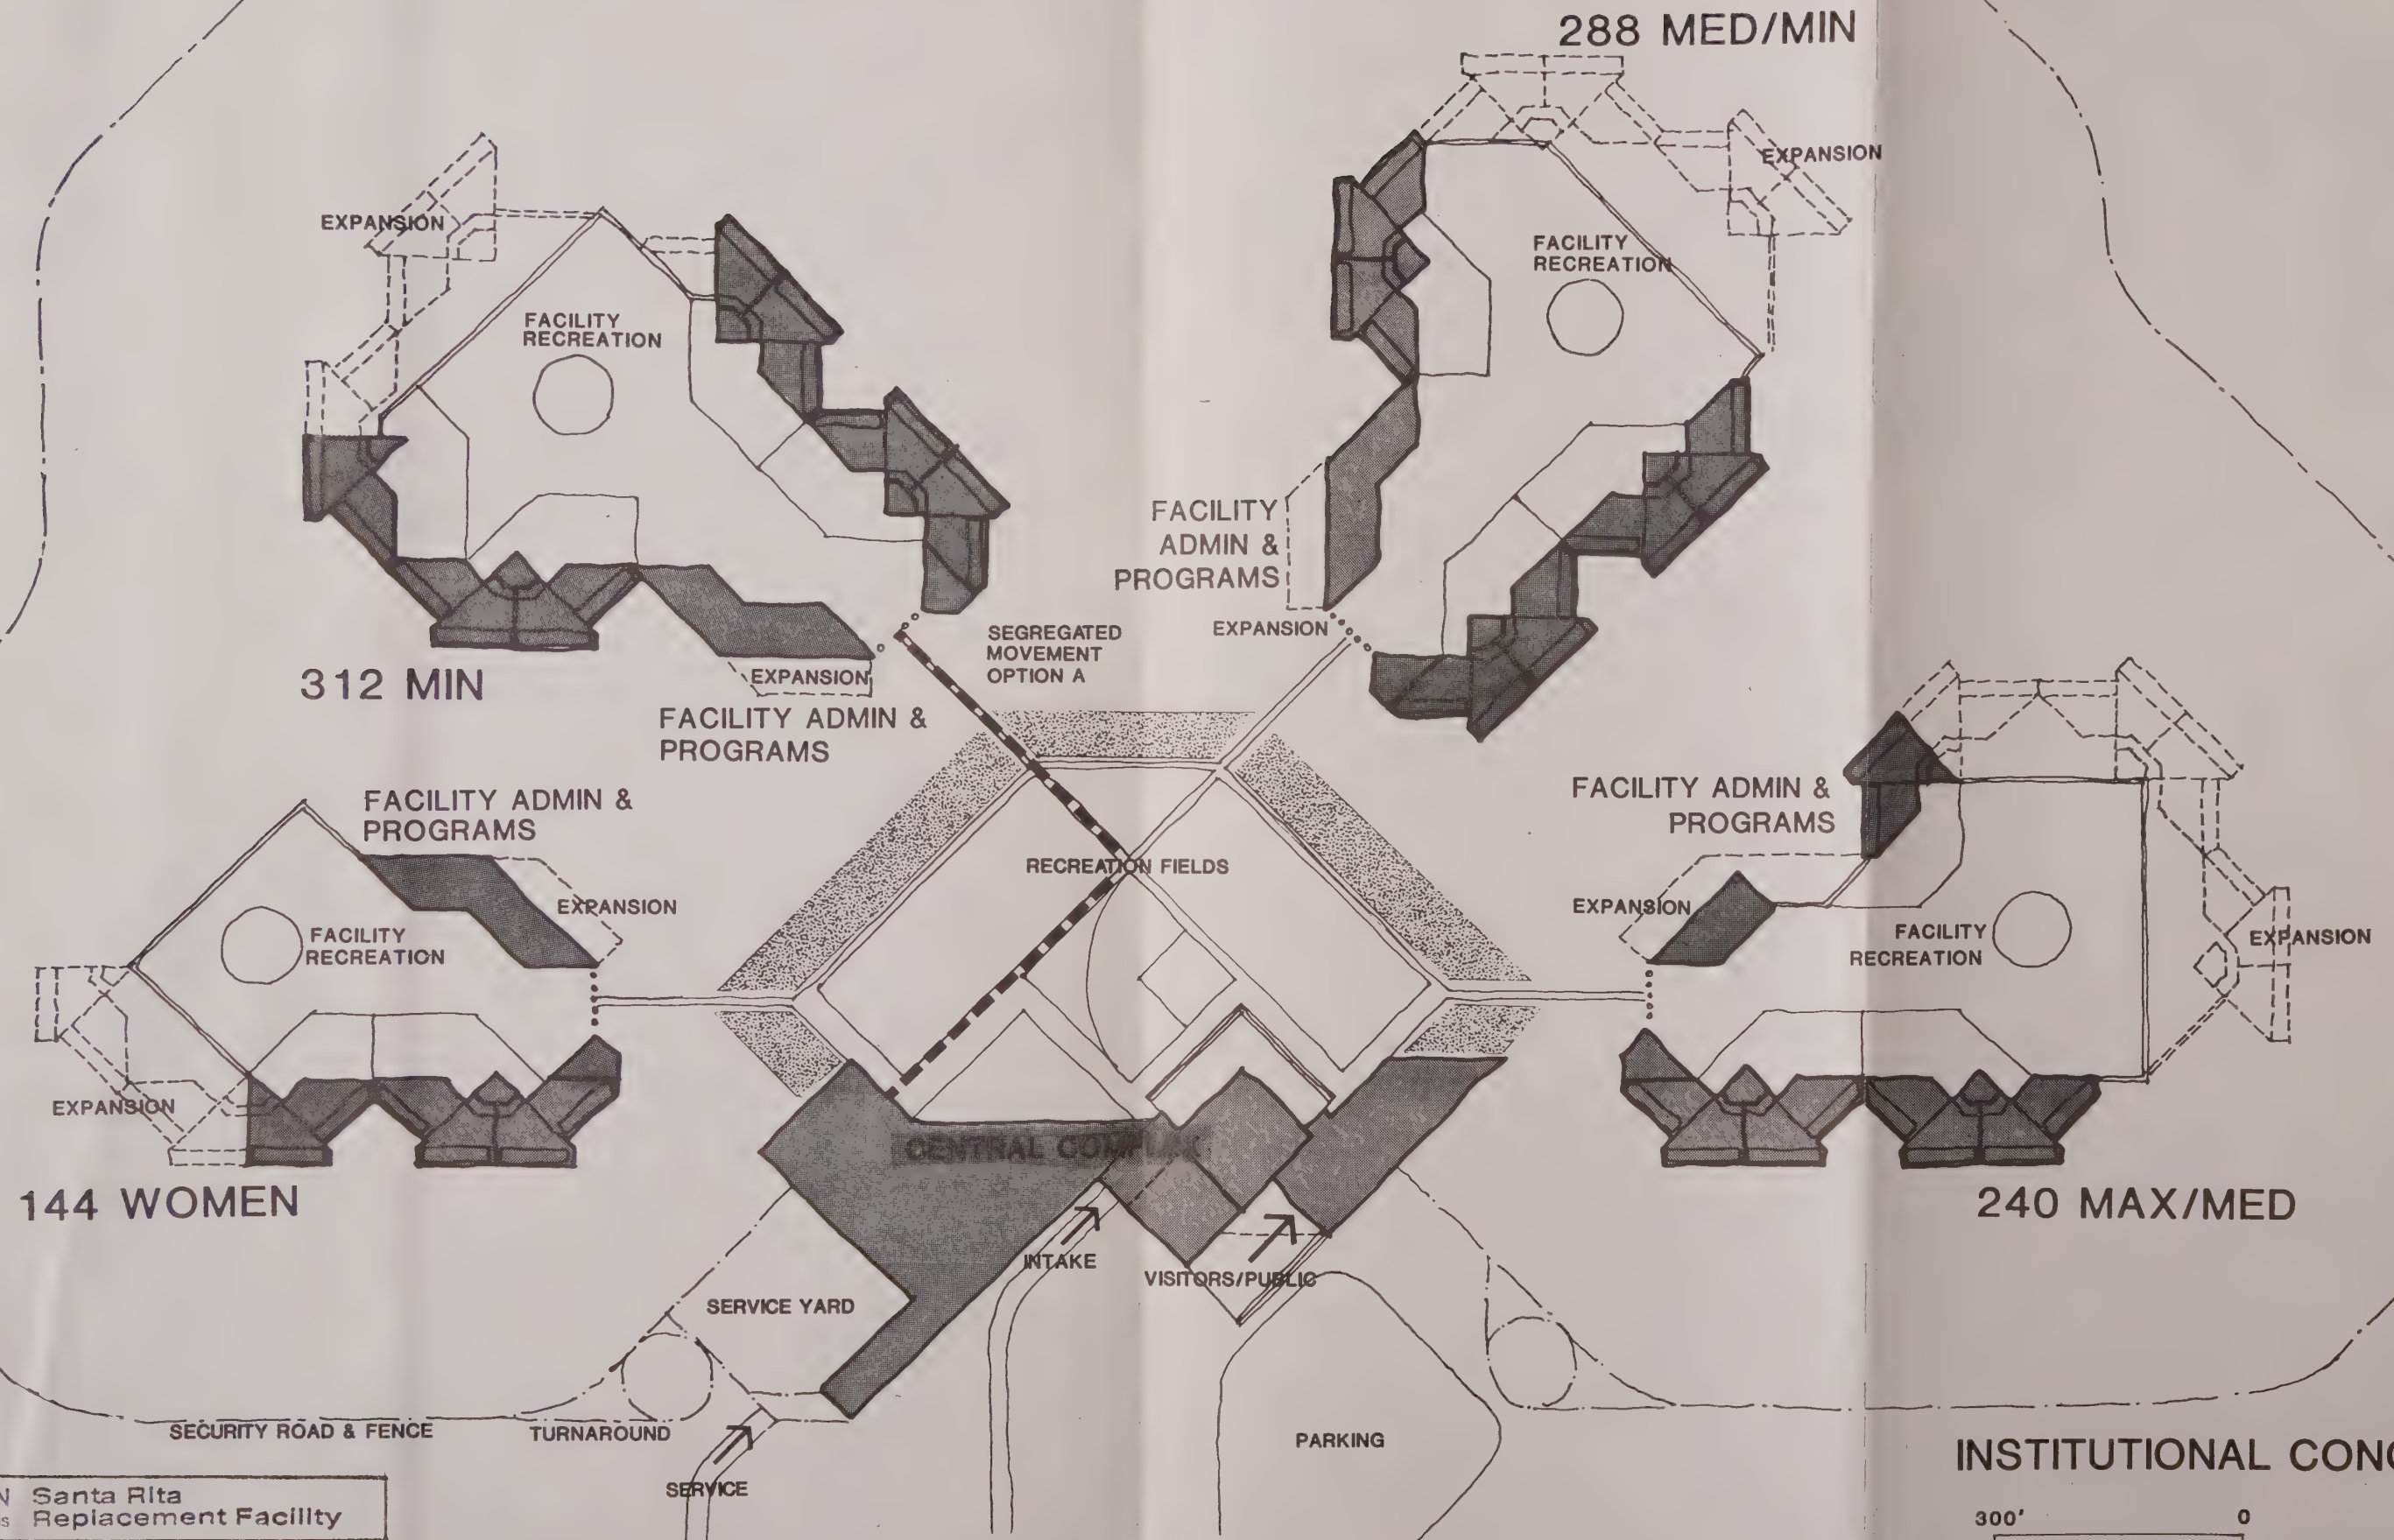 288 MED/MIN
EXPANSION
EXPANSION
FACILITY
RECREATION
FACILITY
RECREATION
FACILITY
ADMIN &
PROGRAMS
EXPANSION
SEGREGATED
MOVEMENT
OPTION A
312 MIN
EXPANSION
FACILITY ADMIN &
PROGRAMS
FACILITY ADMIN &
PROGRAMS
EXPANSION
FACILITY
RECREATION
EXPANSION
144 WOMEN
RECREATION FIELDS
FACILITY ADMIN &
PROGRAMS
EXPANSION
FACILITY
RECREATION
EXPANSION
240 MAX/MED
CENTRAL COMPLEX
INTAKE
VISITORS/PUBLIC
SERVICE YARD
SECURITY ROAD & FENCE
TURNAROUND
SERVICE
PARKING
INSTITUTIONAL CONC
300' 0
N Santa Rita
s Replacement Facility